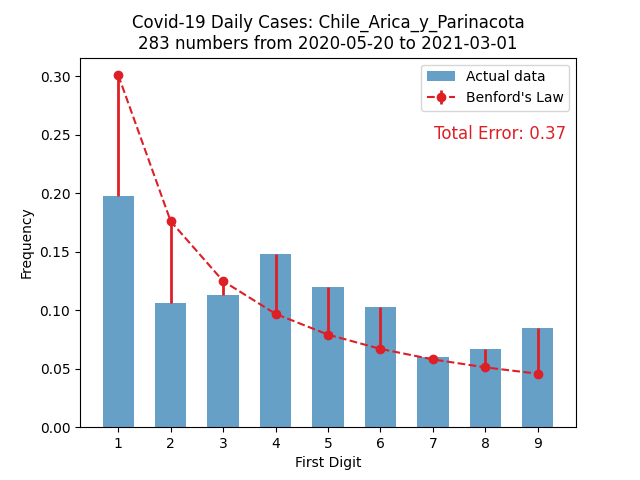 Covid-19 Daily Cases: Chile_Arica_y_Parinacota
283 numbers from 2020-05-20 to 2021-03-01
Actual data
Benford's Law
Total Error: 0.37
0.30
0.25
0.20
0.15
0.10
0.05
0.00
Frequency
1 2 3 4 5 6 7 8 9
First Digit